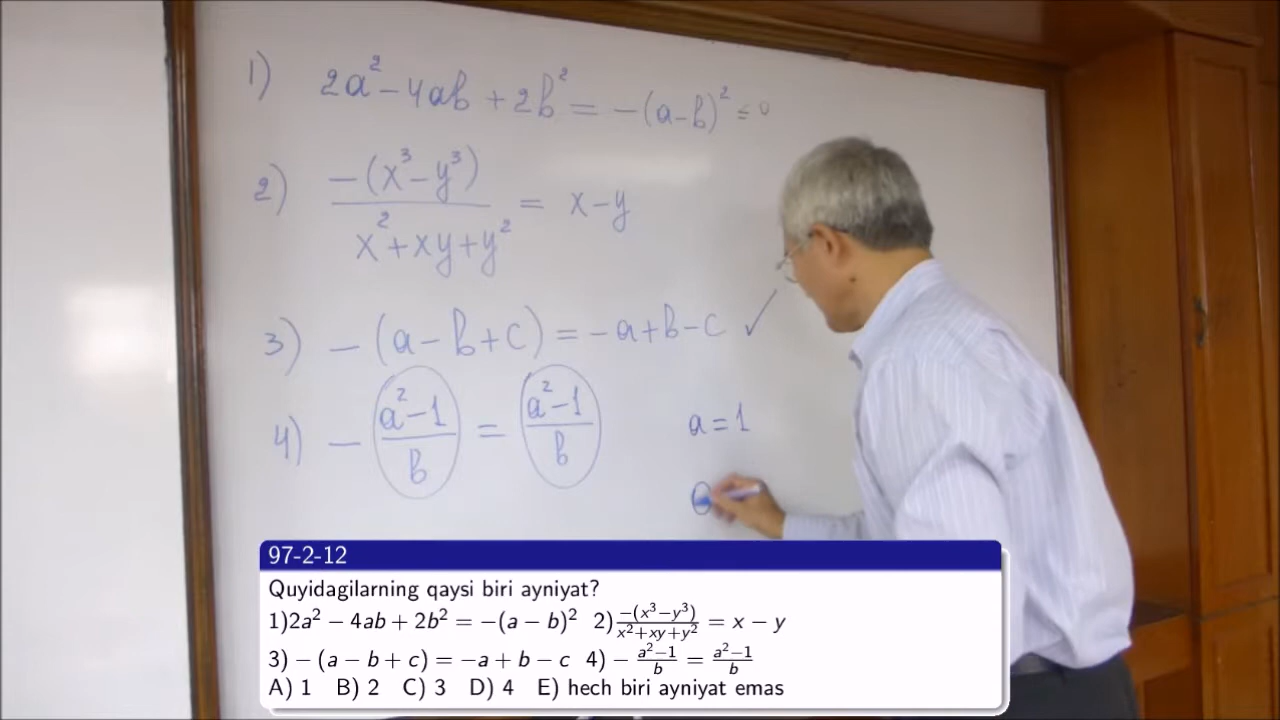 1) 2a² - 4ab + 2b² = -(a-b)² ≤ 0
2) -(x³-y³) / x²+xy+y² = x-y
3) -(a-b+c) = -a+b-c ✓
4) - a²-1 / b = a²-1 / b
a=1
0
97-2-12
Quyidagilarning qaysi biri ayniyat?
1)2a² − 4ab + 2b² = −(a − b)² 2) −(x³−y³) / x²+xy+y² = x − y
3) − (a − b + c) = −a + b − c 4) − a²−1 / b = a²−1 / b
A) 1 B) 2 C) 3 D) 4 E) hech biri ayniyat emas